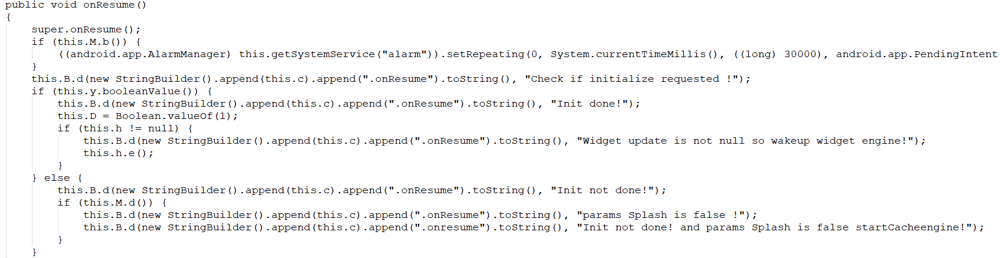 public void onResume()
{
    super.onResume();
    if (this.M.b()) {
        ((android.app.AlarmManager) this.getSystemService("alarm")).setRepeating(0, System.currentTimeMillis(), ((long) 30000), android.app.PendingIntent
    }
    this.B.d(new StringBuilder().append(this.c).append(".onResume").toString(), "Check if initialize requested !");
    if (this.y.booleanValue()) {
        this.B.d(new StringBuilder().append(this.c).append(".onResume").toString(), "Init done!");
        this.D = Boolean.valueOf(1);
        if (this.h != null) {
            this.B.d(new StringBuilder().append(this.c).append(".onResume").toString(), "Widget update is not null so wakeup widget engine!");
            this.h.e();
        }
    } else {
        this.B.d(new StringBuilder().append(this.c).append(".onResume").toString(), "Init not done!");
        if (this.M.d()) {
            this.B.d(new StringBuilder().append(this.c).append(".onResume").toString(), "params Splash is false !");
            this.B.d(new StringBuilder().append(this.c).append(".onresume").toString(), "Init not done! and params Splash is false startCacheengine!");
        }
    }